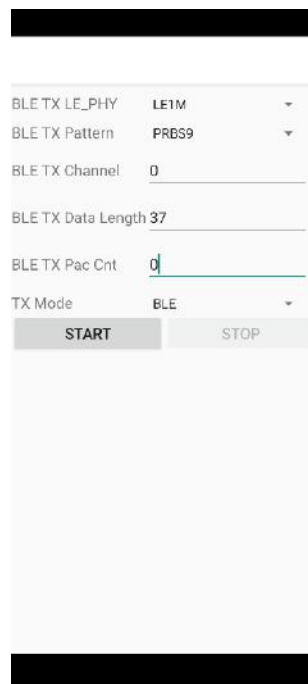 BLE TX LE_PHY LE1M
BLE TX Pattern PRBS9
BLE TX Channel 0
BLE TX Data Length 37
BLE TX Pac Cnt 0
TX Mode BLE
START STOP